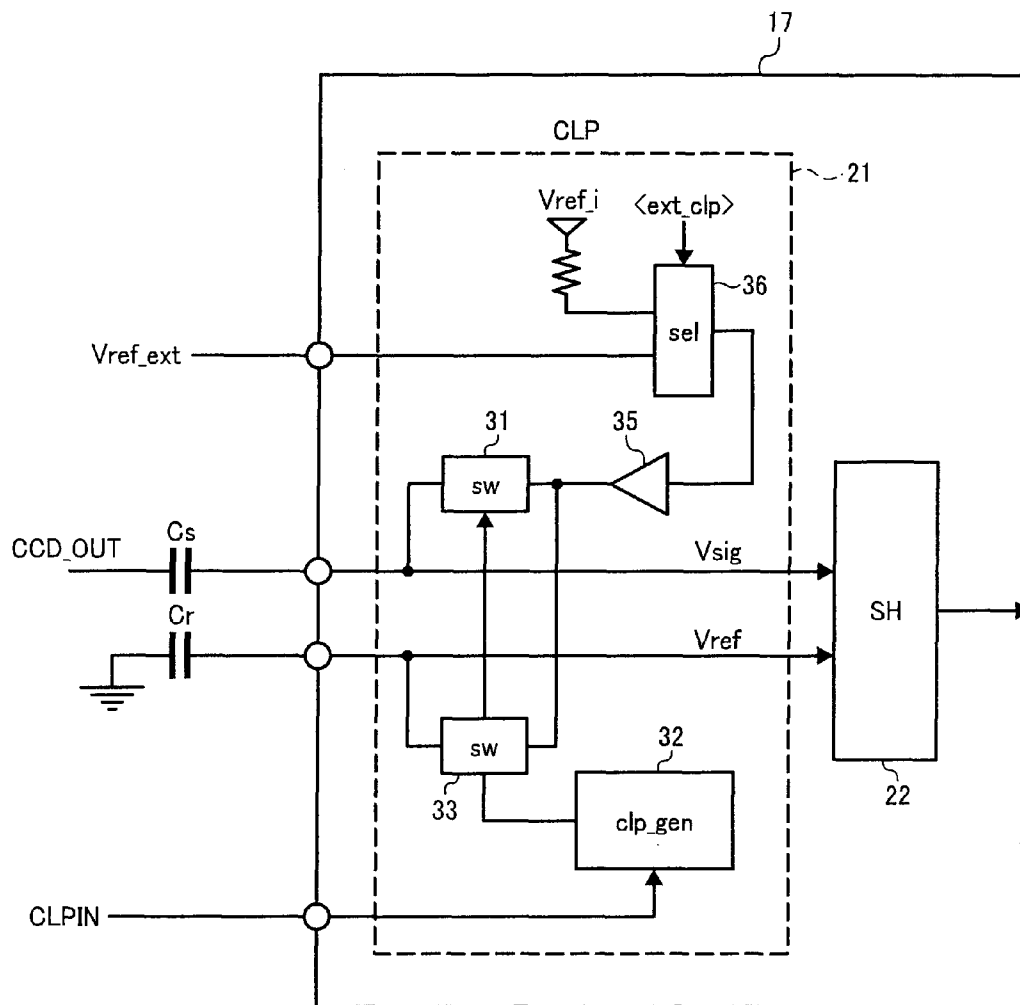 17
CLP
21
Vref_i
<ext_clp>
36
sel
Vref_ext
31
35
sw
CCD_OUT
Cs
Vsig
Cr
SH
Vref
sw
32
33
22
clp_gen
CLPIN